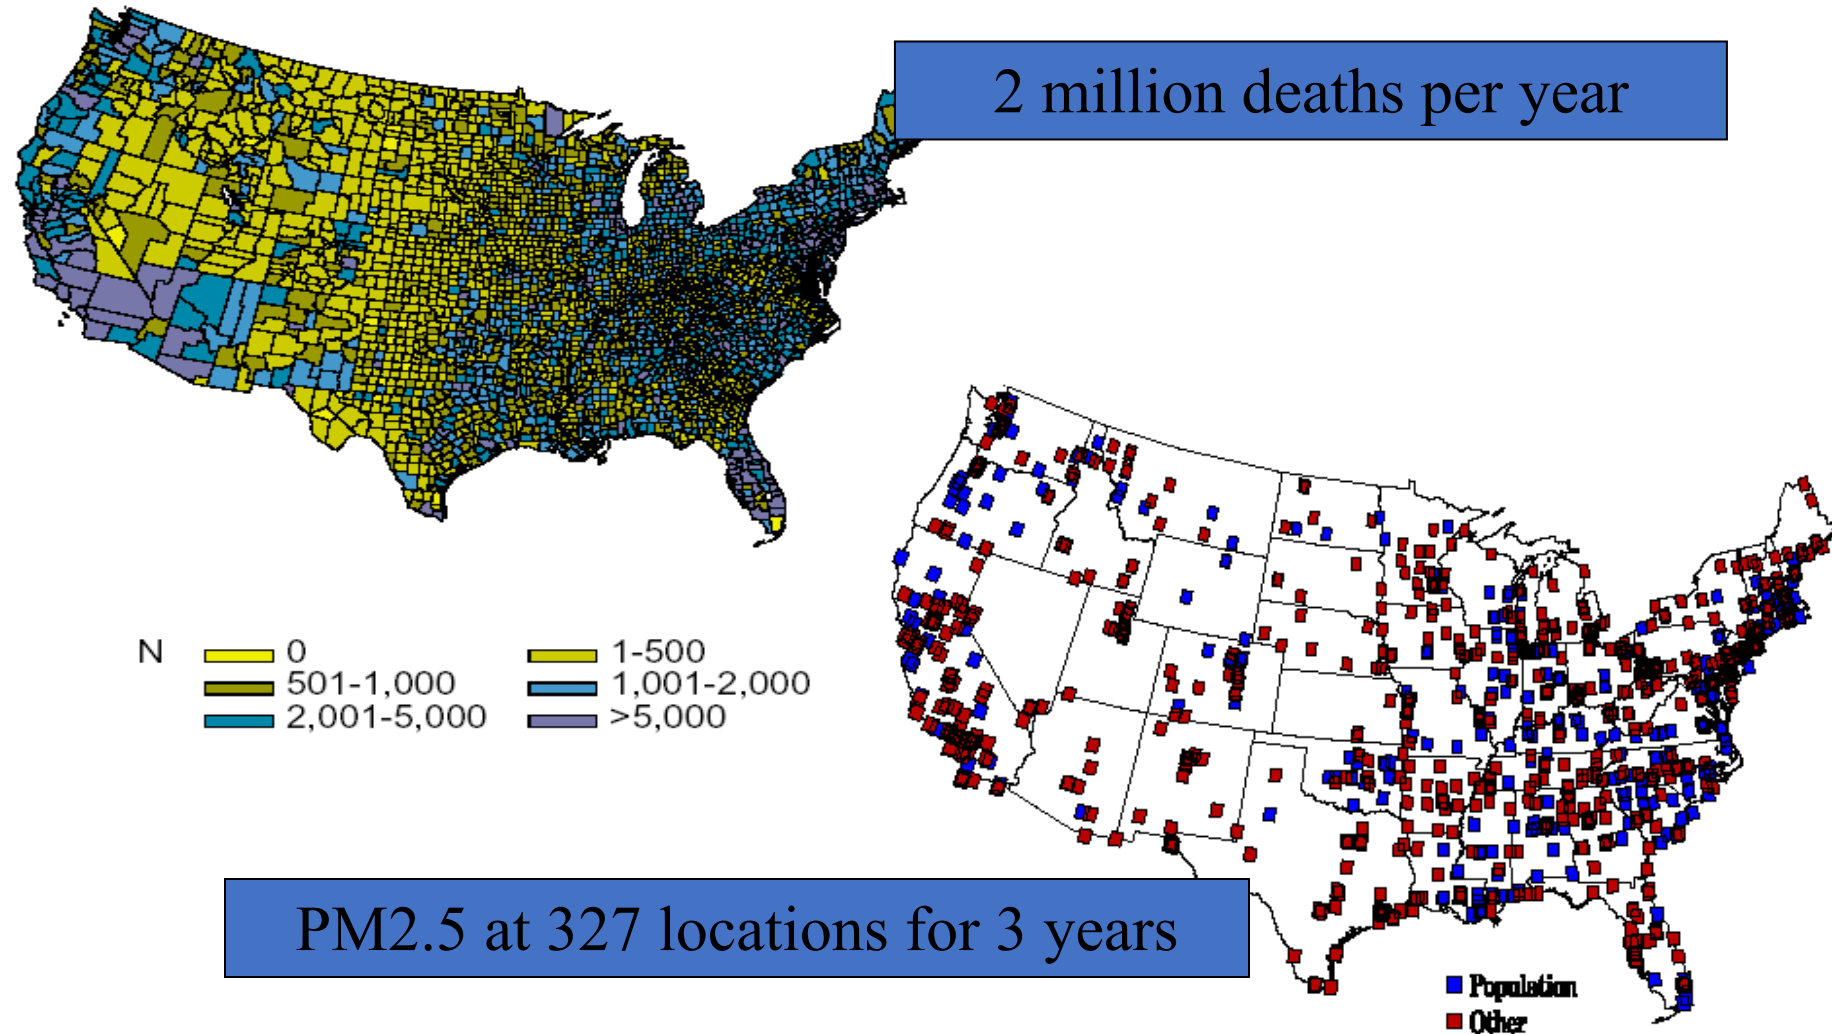 2 million deaths per year
N
0
1-500
501-1,000
1,001-2,000
2,001-5,000
>5,000
PM2.5 at 327 locations for 3 years
Population
Other